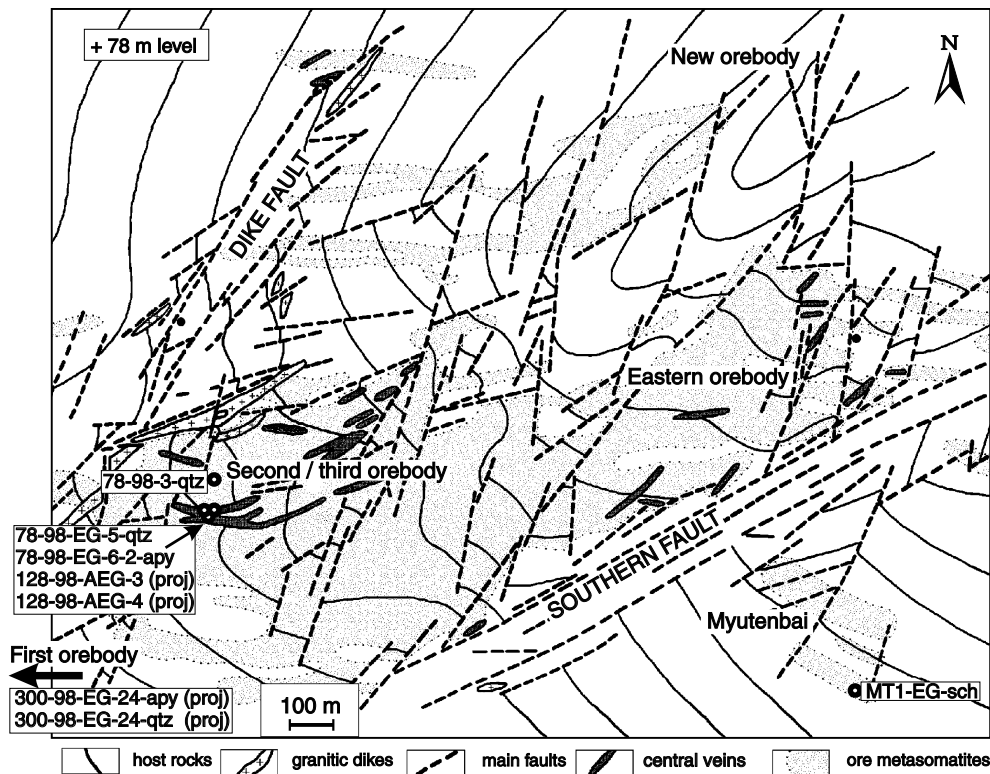 + 78 m level
New orebody
N
DIKE FAULT
Eastern orebody
Second / third orebody
78-98-3-qtz
78-98-EG-5-qtz
78-98-EG-6-2-apy
128-98-AEG-3 (proj)
128-98-AEG-4 (proj)
SOUTHERN FAULT
Myutenbai
First orebody
300-98-EG-24-apy (proj)
300-98-EG-24-qtz (proj)
100 m
MT1-EG-sch
host rocks
granitic dikes
main faults
central veins
ore metasomatites